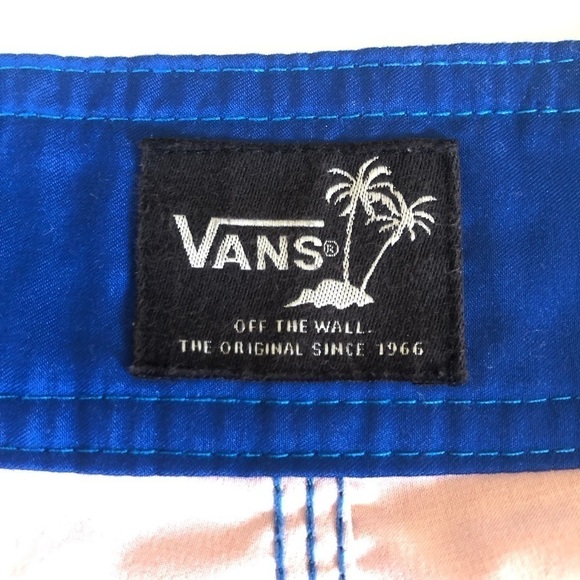 VANS®
OFF THE WALL.
THE ORIGINAL SINCE 1966